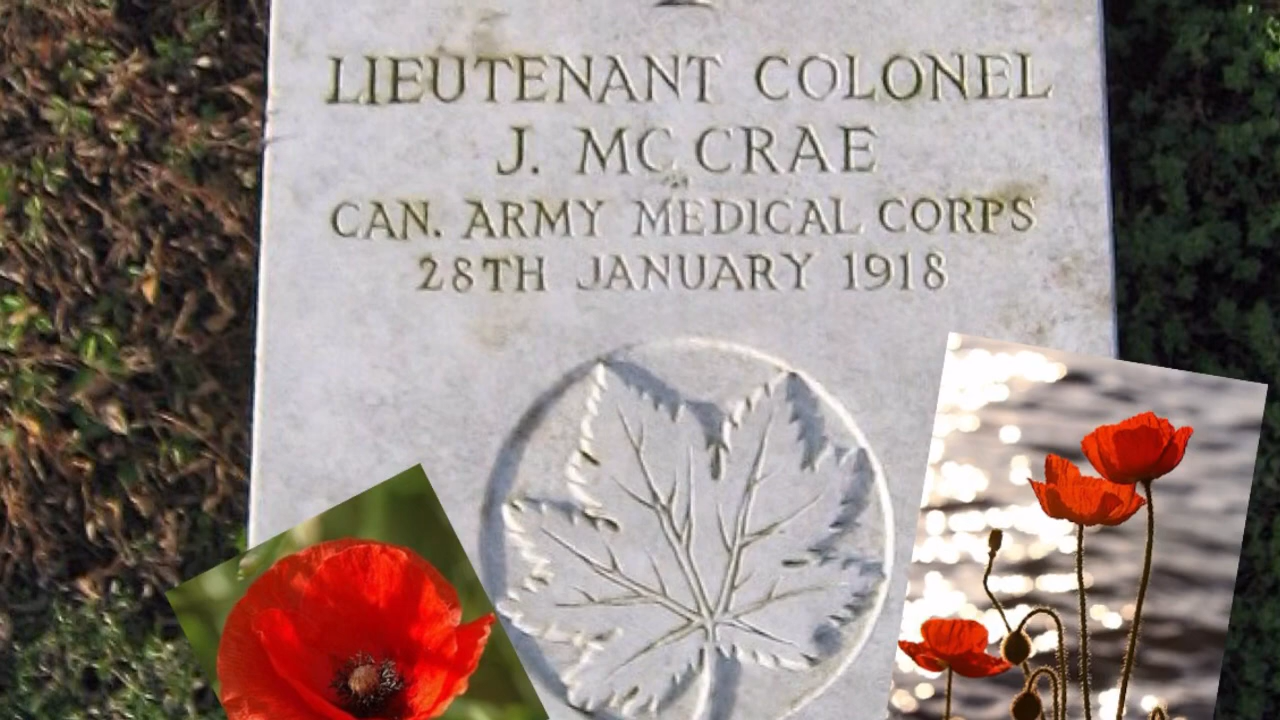 LIEUTENANT COLONEL
J. MCCRAE
CAN. ARMY MEDICAL CORPS
28TH JANUARY 1918